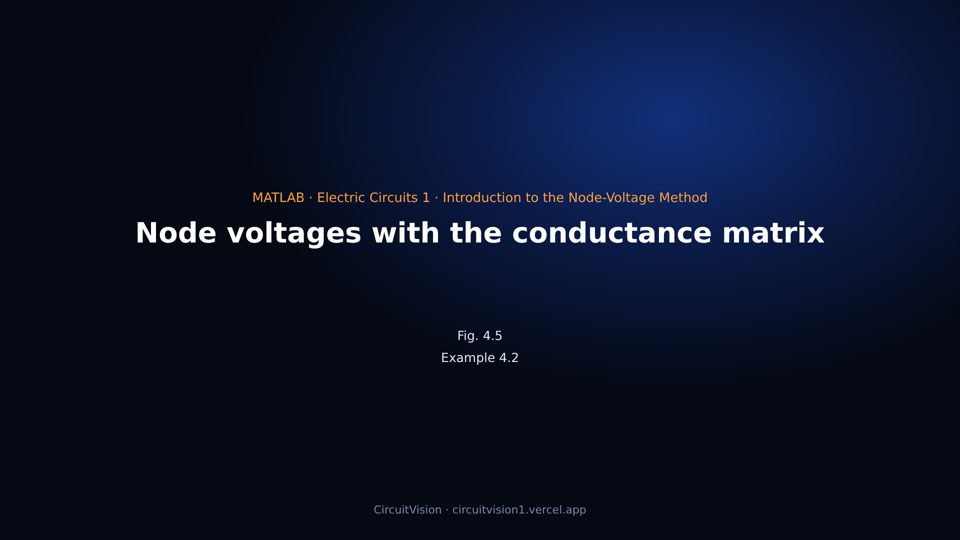 MATLAB · Electric Circuits 1 · Introduction to the Node-Voltage Method
Node voltages with the conductance matrix
Fig. 4.5
Example 4.2
CircuitVision · circuitvision1.vercel.app